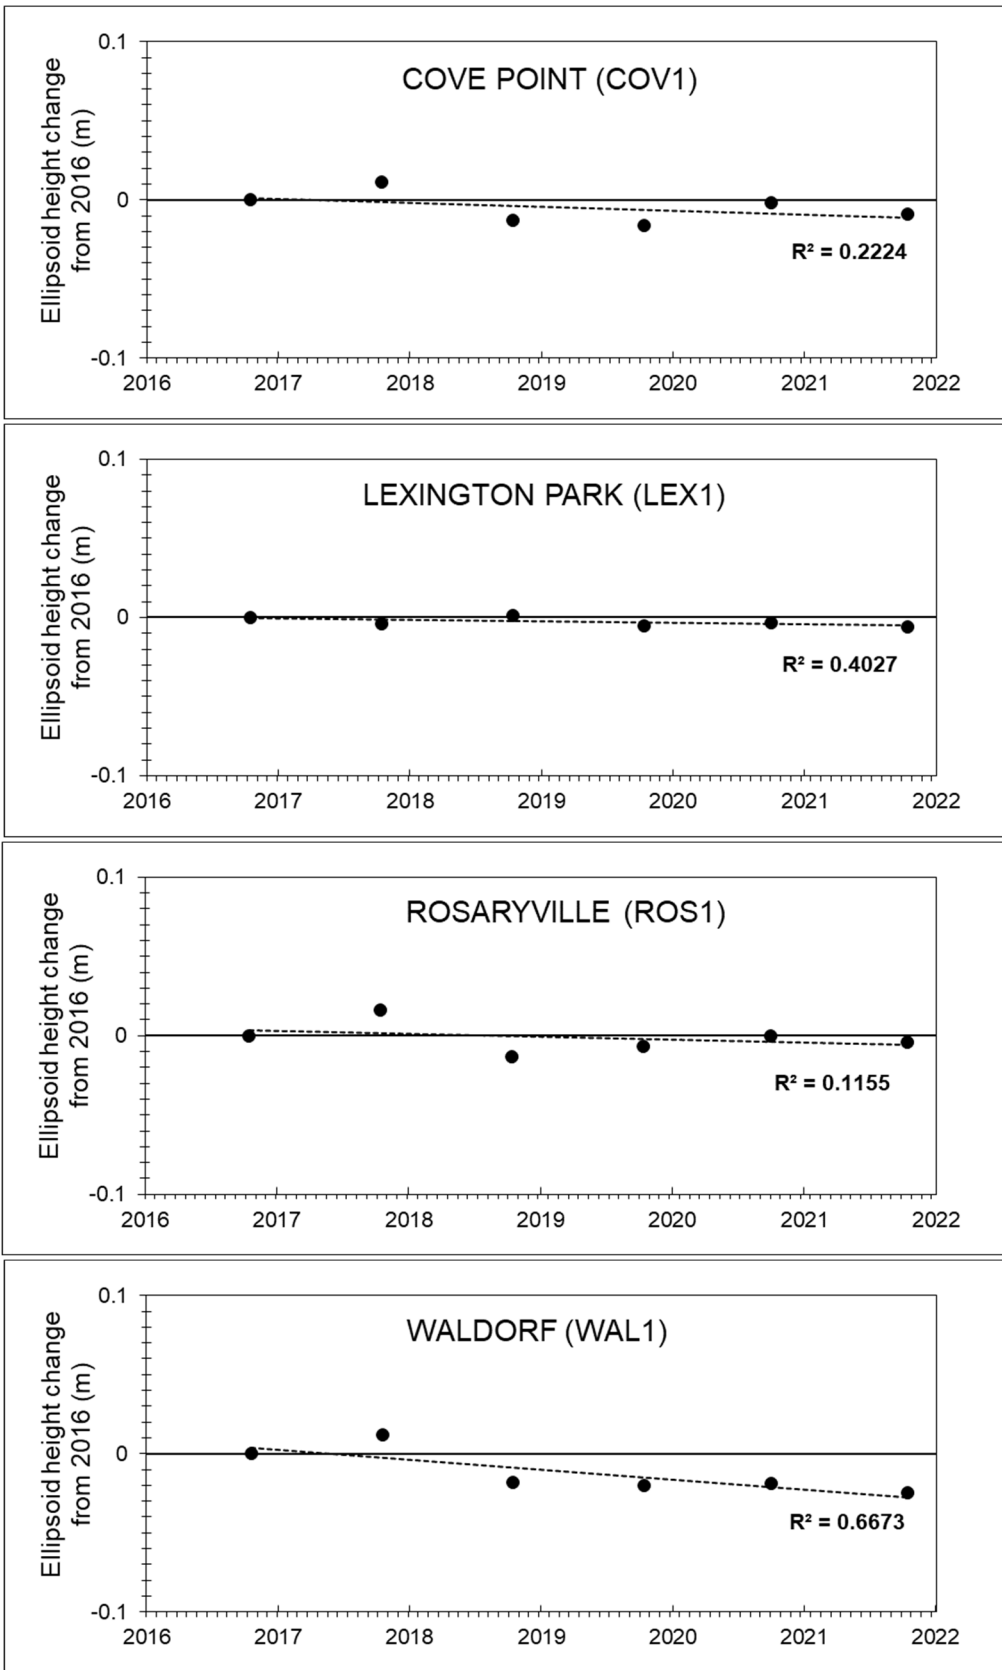 0.1
COVE POINT (COV1)
Ellipsoid height change
from 2016 (m)
0
R² = 0.2224
-0.1
2016 2017 2018 2019 2020 2021 2022
0.1
LEXINGTON PARK (LEX1)
Ellipsoid height change
from 2016 (m)
0
R² = 0.4027
-0.1
2016 2017 2018 2019 2020 2021 2022
0.1
ROSARYVILLE (ROS1)
Ellipsoid height change
from 2016 (m)
0
R² = 0.1155
-0.1
2016 2017 2018 2019 2020 2021 2022
0.1
WALDORF (WAL1)
Ellipsoid height change
from 2016 (m)
0
R² = 0.6673
-0.1
2016 2017 2018 2019 2020 2021 2022